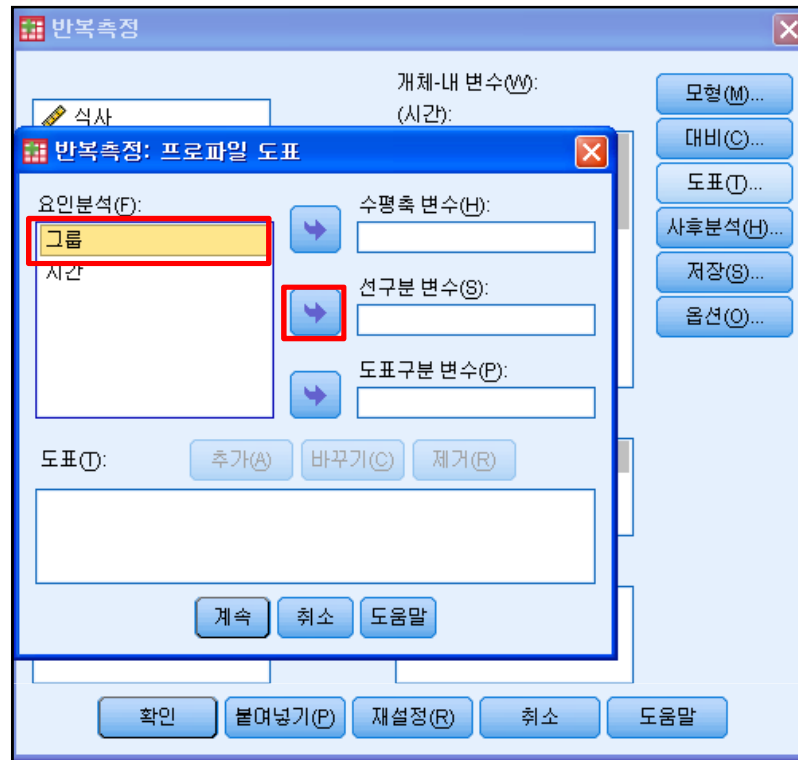 반복측정
개체-내 변수(W):
(시간):
식사
모형(M)...
대비(C)...
도표(T)...
사후분석(H)...
저장(S)...
옵션(O)...
반복측정: 프로파일 도표
요인분석(F):
그룹
시간
수평축 변수(H):
선구분 변수(S):
도표구분 변수(P):
도표(T):
추가(A)
바꾸기(C)
제거(R)
계속
취소
도움말
확인
붙여넣기(P)
재설정(R)
취소
도움말